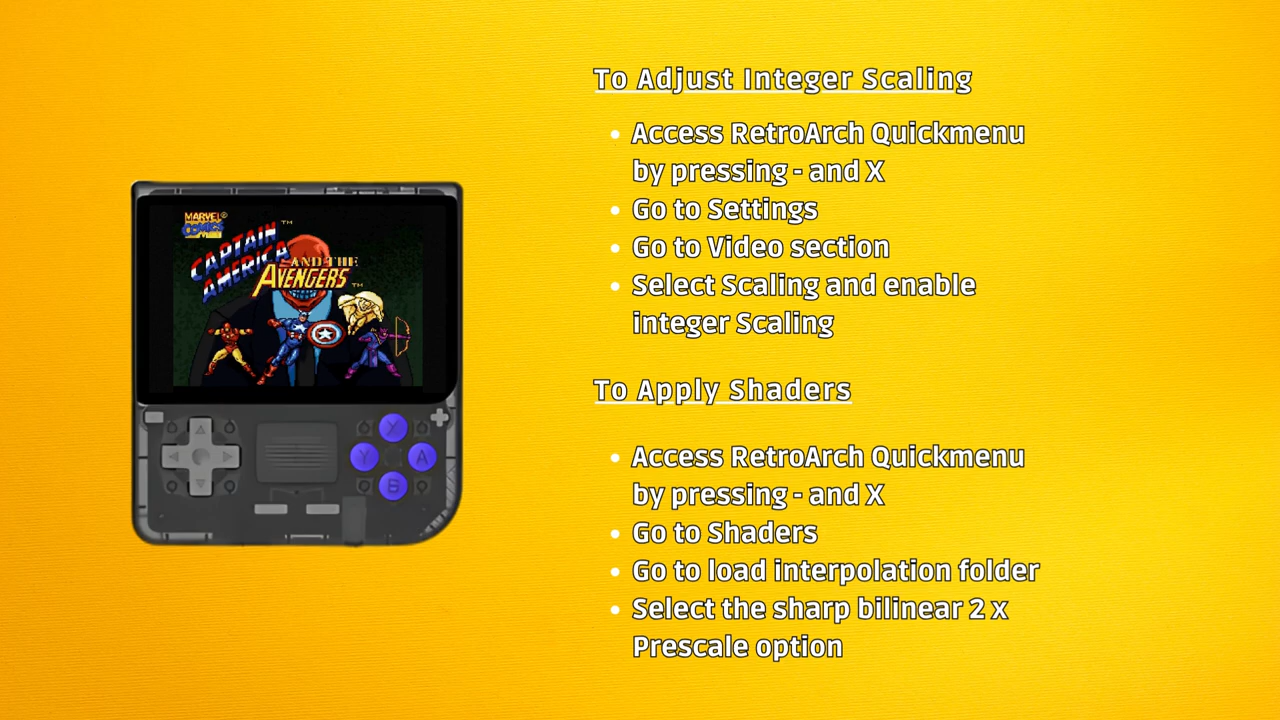 To Adjust Integer Scaling
• Access RetroArch Quickmenu
by pressing - and X
• Go to Settings
• Go to Video section
• Select Scaling and enable
integer Scaling
To Apply Shaders
• Access RetroArch Quickmenu
by pressing - and X
• Go to Shaders
• Go to load interpolation folder
• Select the sharp bilinear 2 x
Prescale option
MARVEL®
COMICS
CAPTAIN ™
AMERICA
AND THE
AVENGERS™
X
Y
A
B